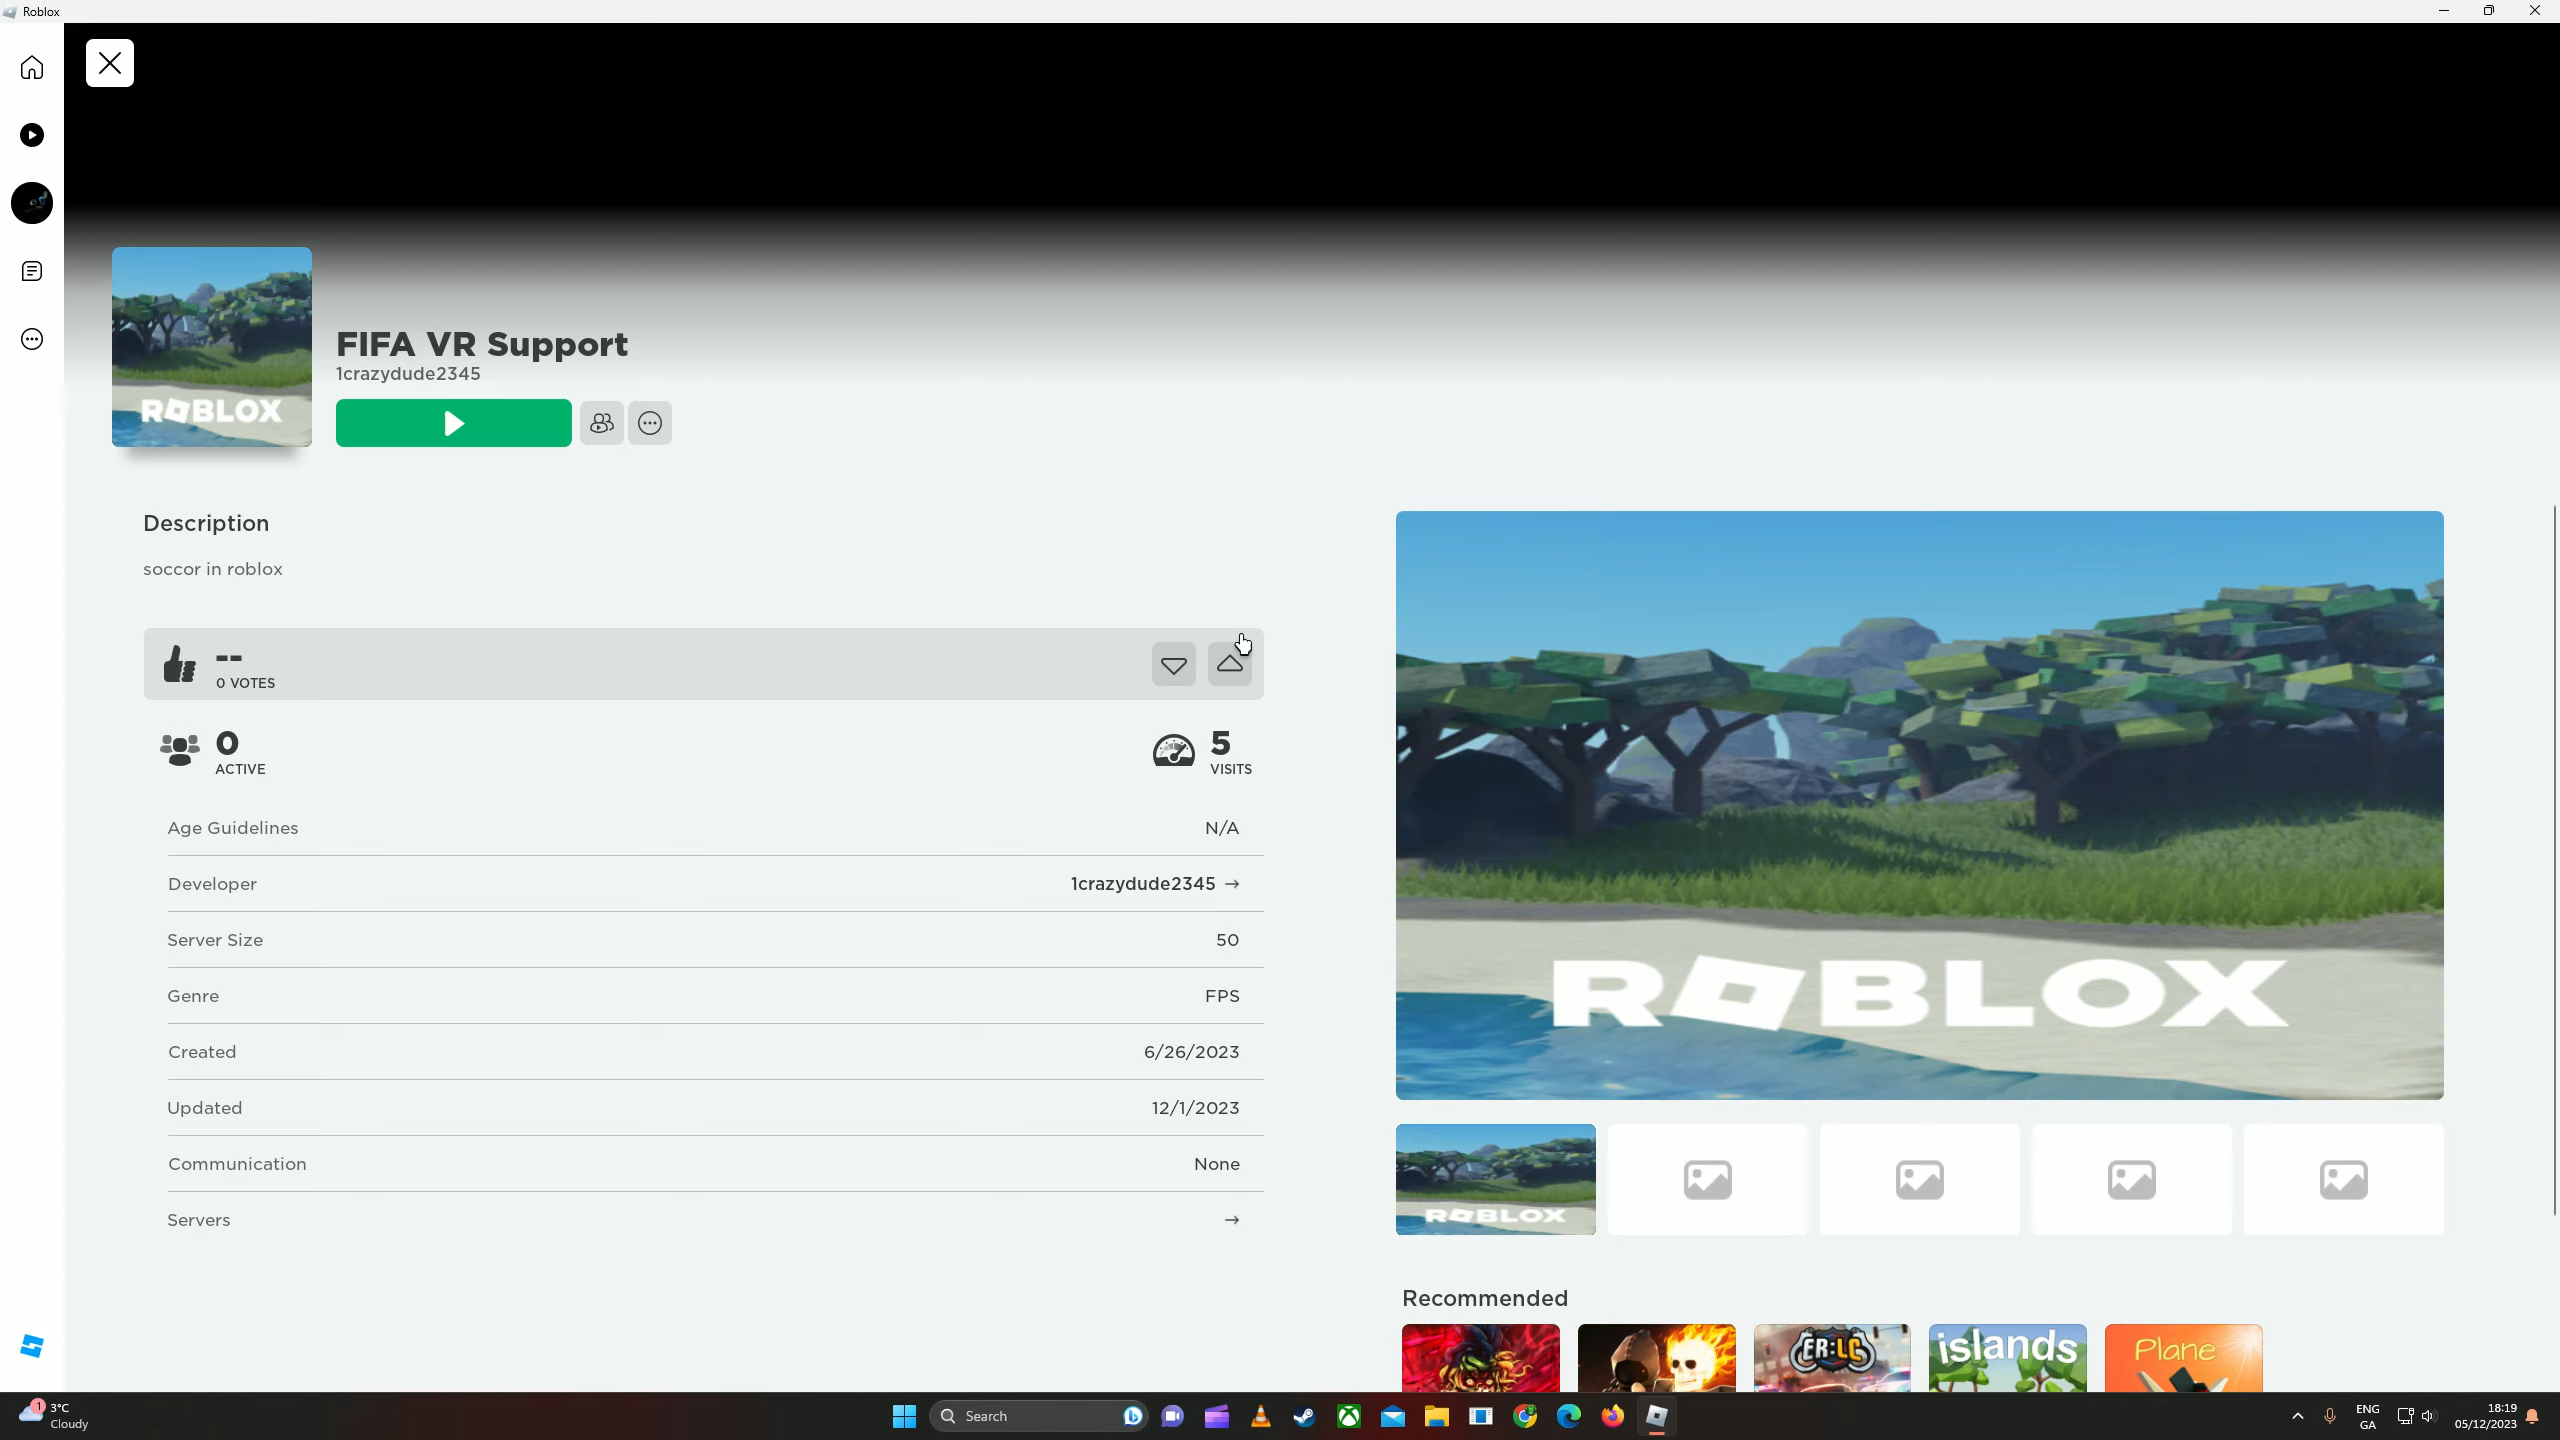 Roblox
ROBLOX
FIFA VR Support
1crazydude2345
Description
soccor in roblox
--
0 VOTES
0
ACTIVE
5
VISITS
Age Guidelines N/A
Developer 1crazydude2345 →
Server Size 50
Genre FPS
Created 6/26/2023
Updated 12/1/2023
Communication None
Servers →
ROBLOX
ROBLOX
Recommended
ER:LC
islands
Plane
1
3°C
Cloudy
Search
ENG
GA
18:19
05/12/2023